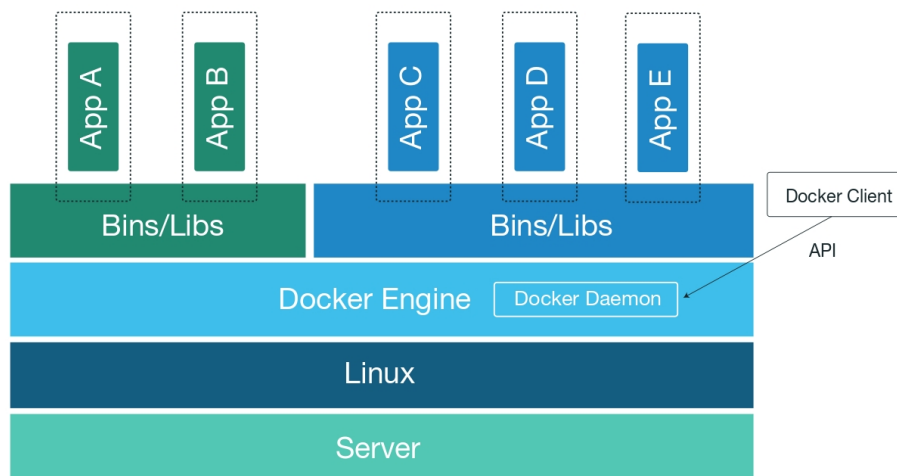 App A
App B
App C
App D
App E
Bins/Libs
Bins/Libs
Docker Client
API
Docker Engine
Docker Daemon
Linux
Server